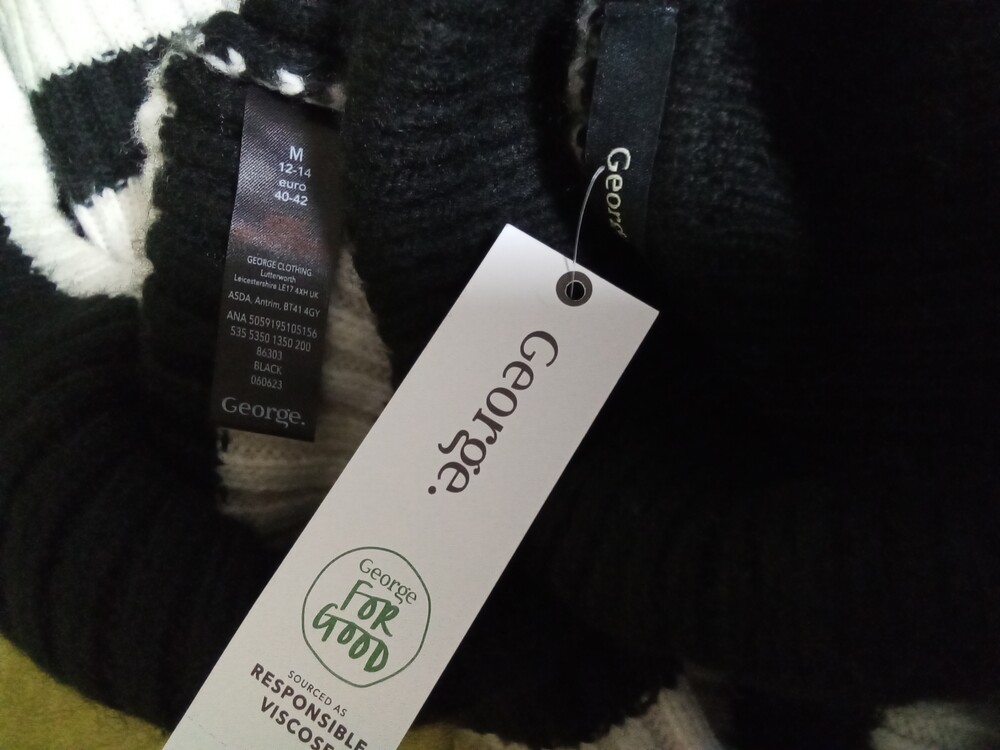 M
12-14
euro
40-42
GEORGE CLOTHING
Lutterworth
Leicestershire LE17 4XH UK
ASDA, Antrim, BT41 4GY
ANA 5059195105156
535 5350 1350 200
86303
BLACK
060623
George.
Georg
George.
George
FOR
GOOD
SOURCED AS
RESPONSIBLE
VISCOSE